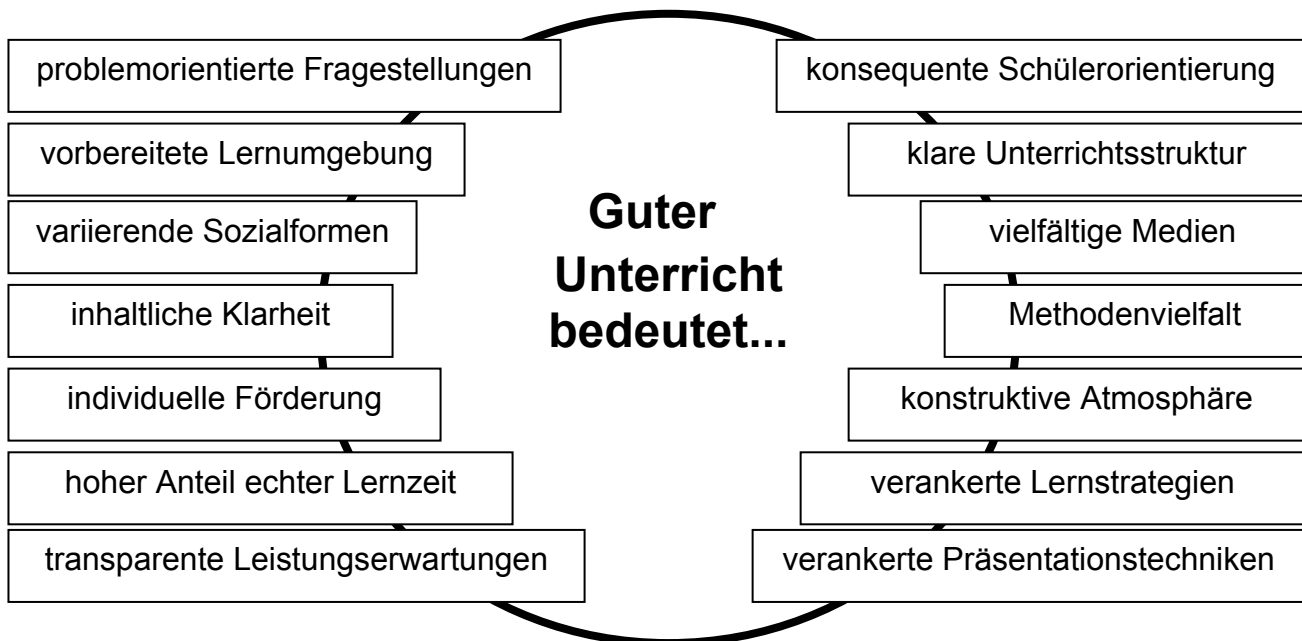 problemorientierte Fragestellungen
vorbereitete Lernumgebung
variierende Sozialformen
inhaltliche Klarheit
individuelle Förderung
hoher Anteil echter Lernzeit
transparente Leistungserwartungen
Guter
Unterricht
bedeutet...
konsequente Schülerorientierung
klare Unterrichtsstruktur
vielfältige Medien
Methodenvielfalt
konstruktive Atmosphäre
verankerte Lernstrategien
verankerte Präsentationstechniken